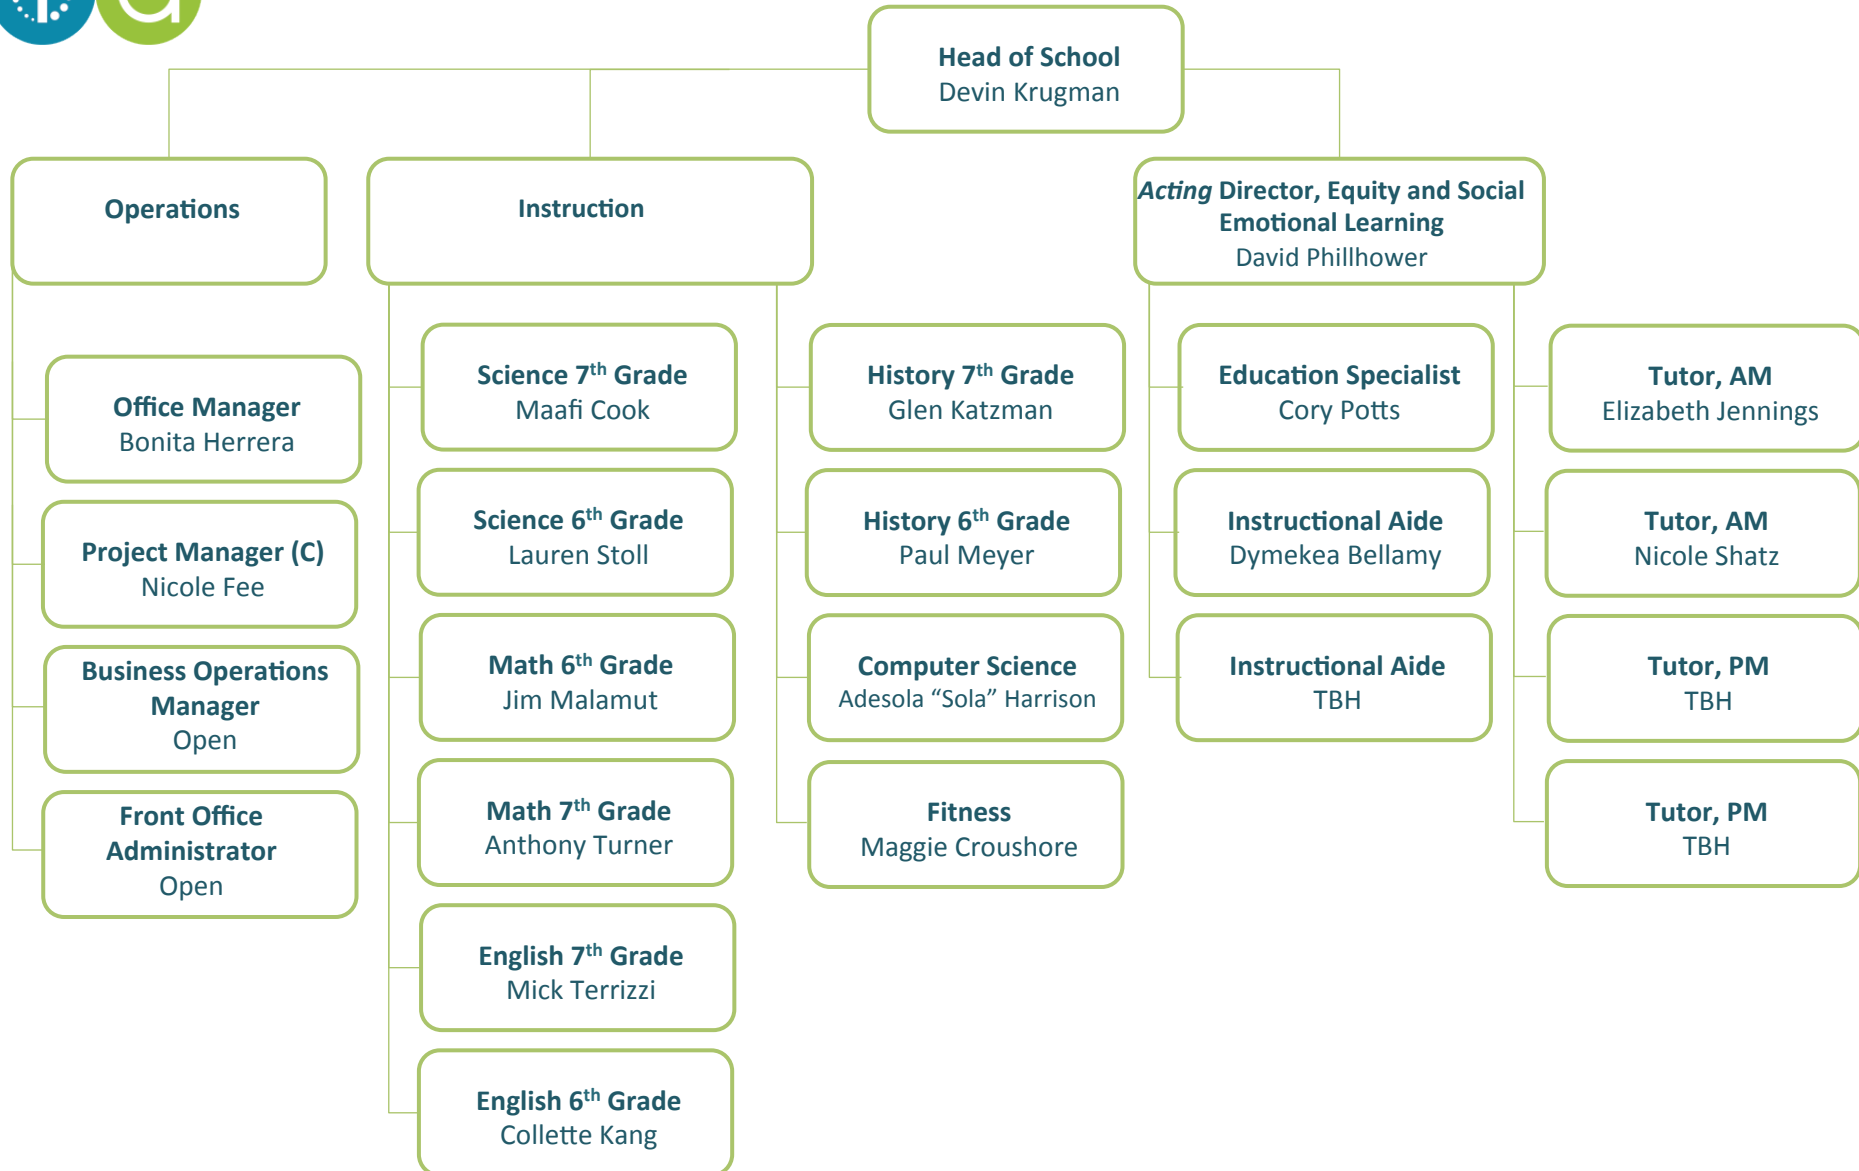 Head of School
Devin Krugman
Operations
Instruction
Acting Director, Equity and Social
Emotional Learning
David Phillhower
Office Manager
Bonita Herrera
Project Manager (C)
Nicole Fee
Business Operations
Manager
Open
Front Office
Administrator
Open
Science 7th Grade
Maafi Cook
Science 6th Grade
Lauren Stoll
Math 6th Grade
Jim Malamut
Math 7th Grade
Anthony Turner
English 7th Grade
Mick Terrizzi
English 6th Grade
Collette Kang
History 7th Grade
Glen Katzman
History 6th Grade
Paul Meyer
Computer Science
Adesola “Sola” Harrison
Fitness
Maggie Croushore
Education Specialist
Cory Potts
Instructional Aide
Dymekea Bellamy
Instructional Aide
TBH
Tutor, AM
Elizabeth Jennings
Tutor, AM
Nicole Shatz
Tutor, PM
TBH
Tutor, PM
TBH